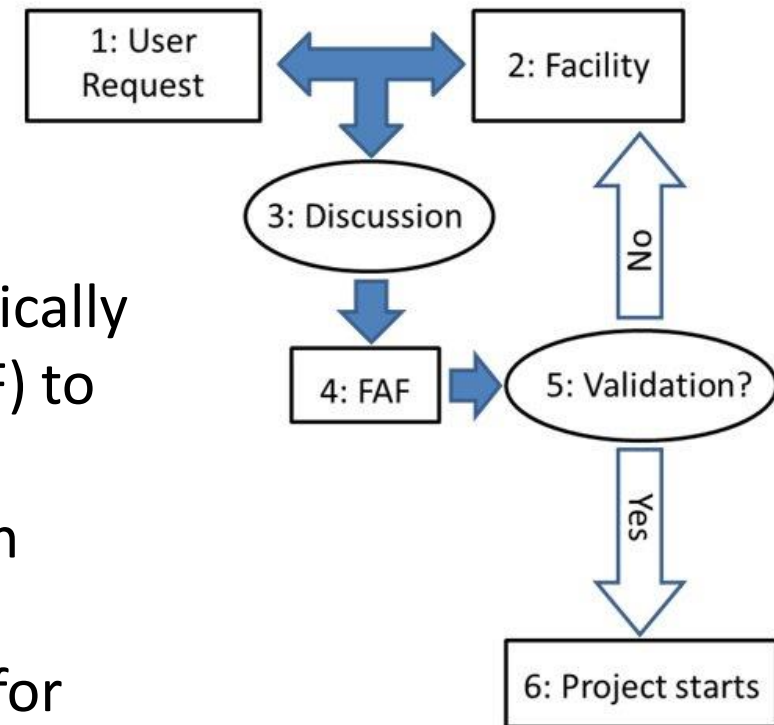 1: User
Request
2: Facility
3: Discussion
No
ically
F) to
4: FAF
5: Validation?
n
Yes
for
6: Project starts